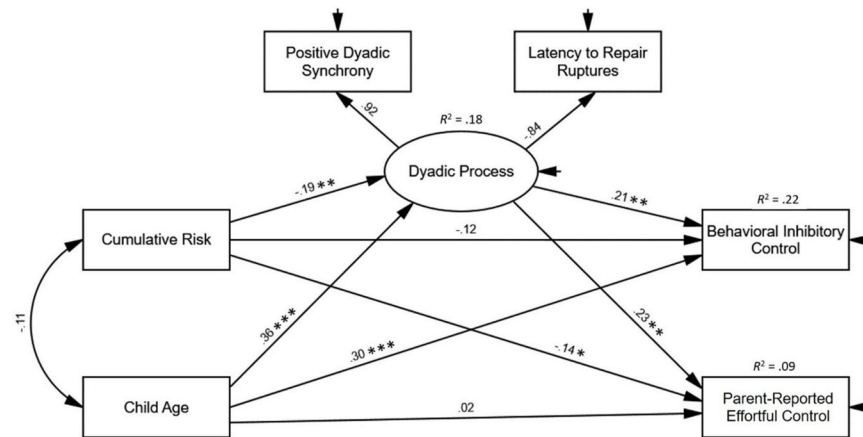 Positive Dyadic
Synchrony
Latency to Repair
Ruptures
.92
R² = .18
-.84
Dyadic Process
-.19**
.21**
R² = .22
Cumulative Risk
-.12
Behavioral Inhibitory
Control
-.11
.36***
.30***
-.14*
.23**
R² = .09
Child Age
.02
Parent-Reported
Effortful Control